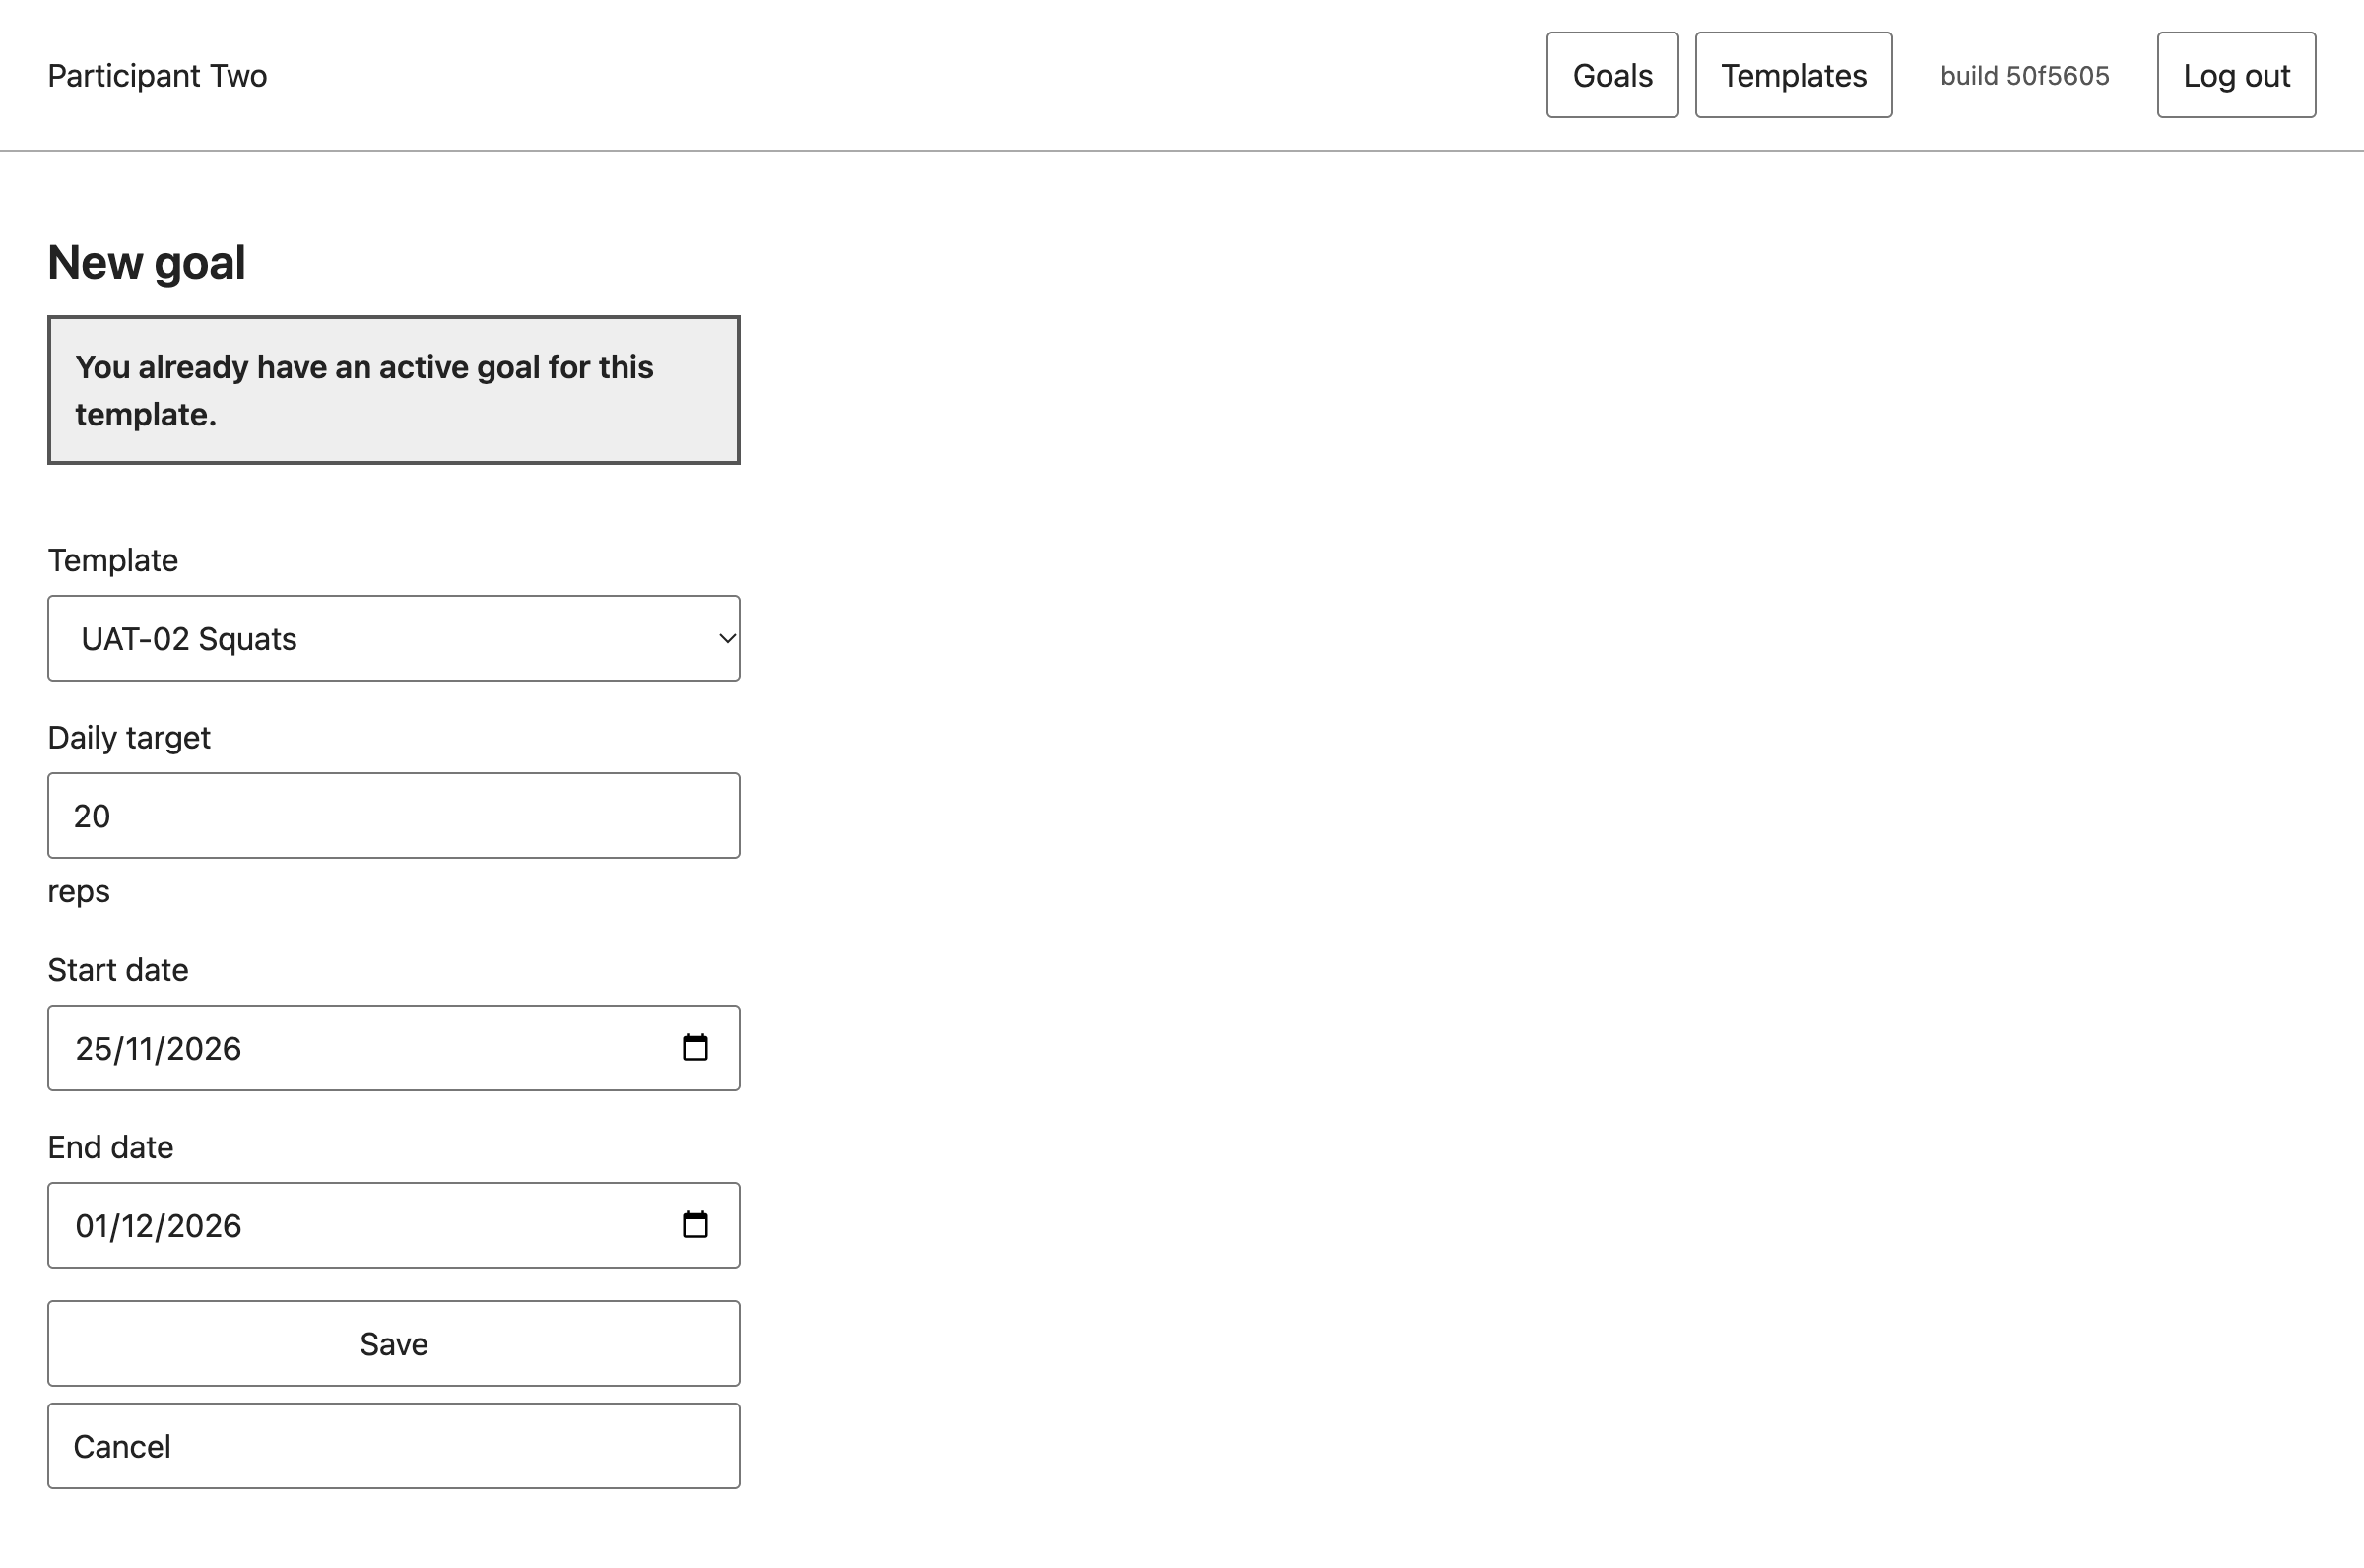 Participant Two
Goals
Templates
build 50f5605
Log out
New goal
You already have an active goal for this
template.
Template
UAT-02 Squats
Daily target
20
reps
Start date
25/11/2026
End date
01/12/2026
Save
Cancel